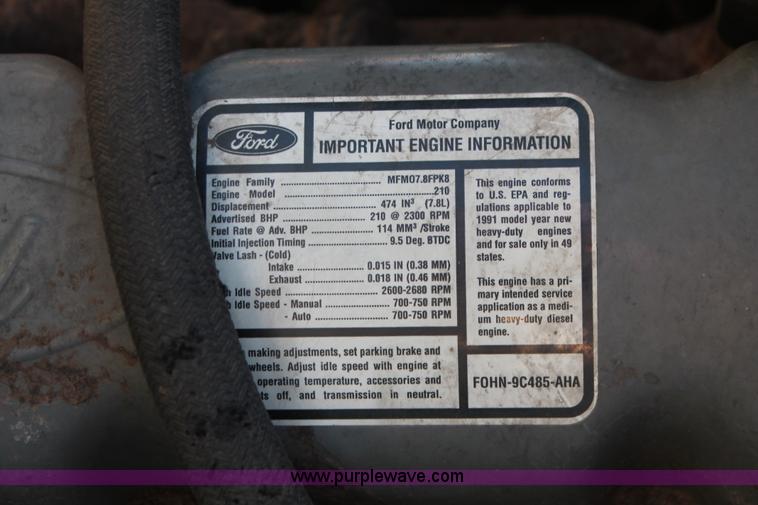 Ford
Ford Motor Company
IMPORTANT ENGINE INFORMATION
Engine Family ................ MFM07.8FPK8
Engine Model ................ 210
Displacement ................ 474 IN³ (7.8L)
Advertised BHP ................ 210 @ 2300 RPM
Fuel Rate @ Adv. BHP ................ 114 MM³ /Stroke
Initial Injection Timing ................ 9.5 Deg. BTDC
Valve Lash - (Cold)
Intake ................ 0.015 IN (0.38 MM)
Exhaust ................ 0.018 IN (0.46 MM)
Idle Speed ................ 2600-2680 RPM
Idle Speed - Manual ................ 700-750 RPM
- Auto ................ 700-750 RPM
This engine conforms
to U.S. EPA and reg-
ulations applicable to
1991 model year new
heavy-duty engines
and for sale only in 49
states.
This engine has a pri-
mary intended service
application as a medi-
um heavy-duty diesel
engine.
making adjustments, set parking brake and
wheels. Adjust idle speed with engine at
operating temperature, accessories and
off, and transmission in neutral.
FOHN-9C485-AHA
www.purplewave.com